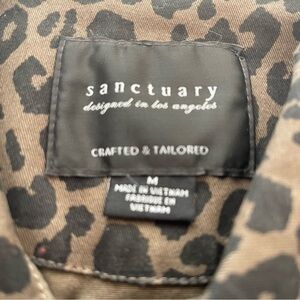 sanctuary
designed in los angeles
CRAFTED & TAILORED
M
MADE IN VIETNAM
FABRIQUE EN
VIETNAM